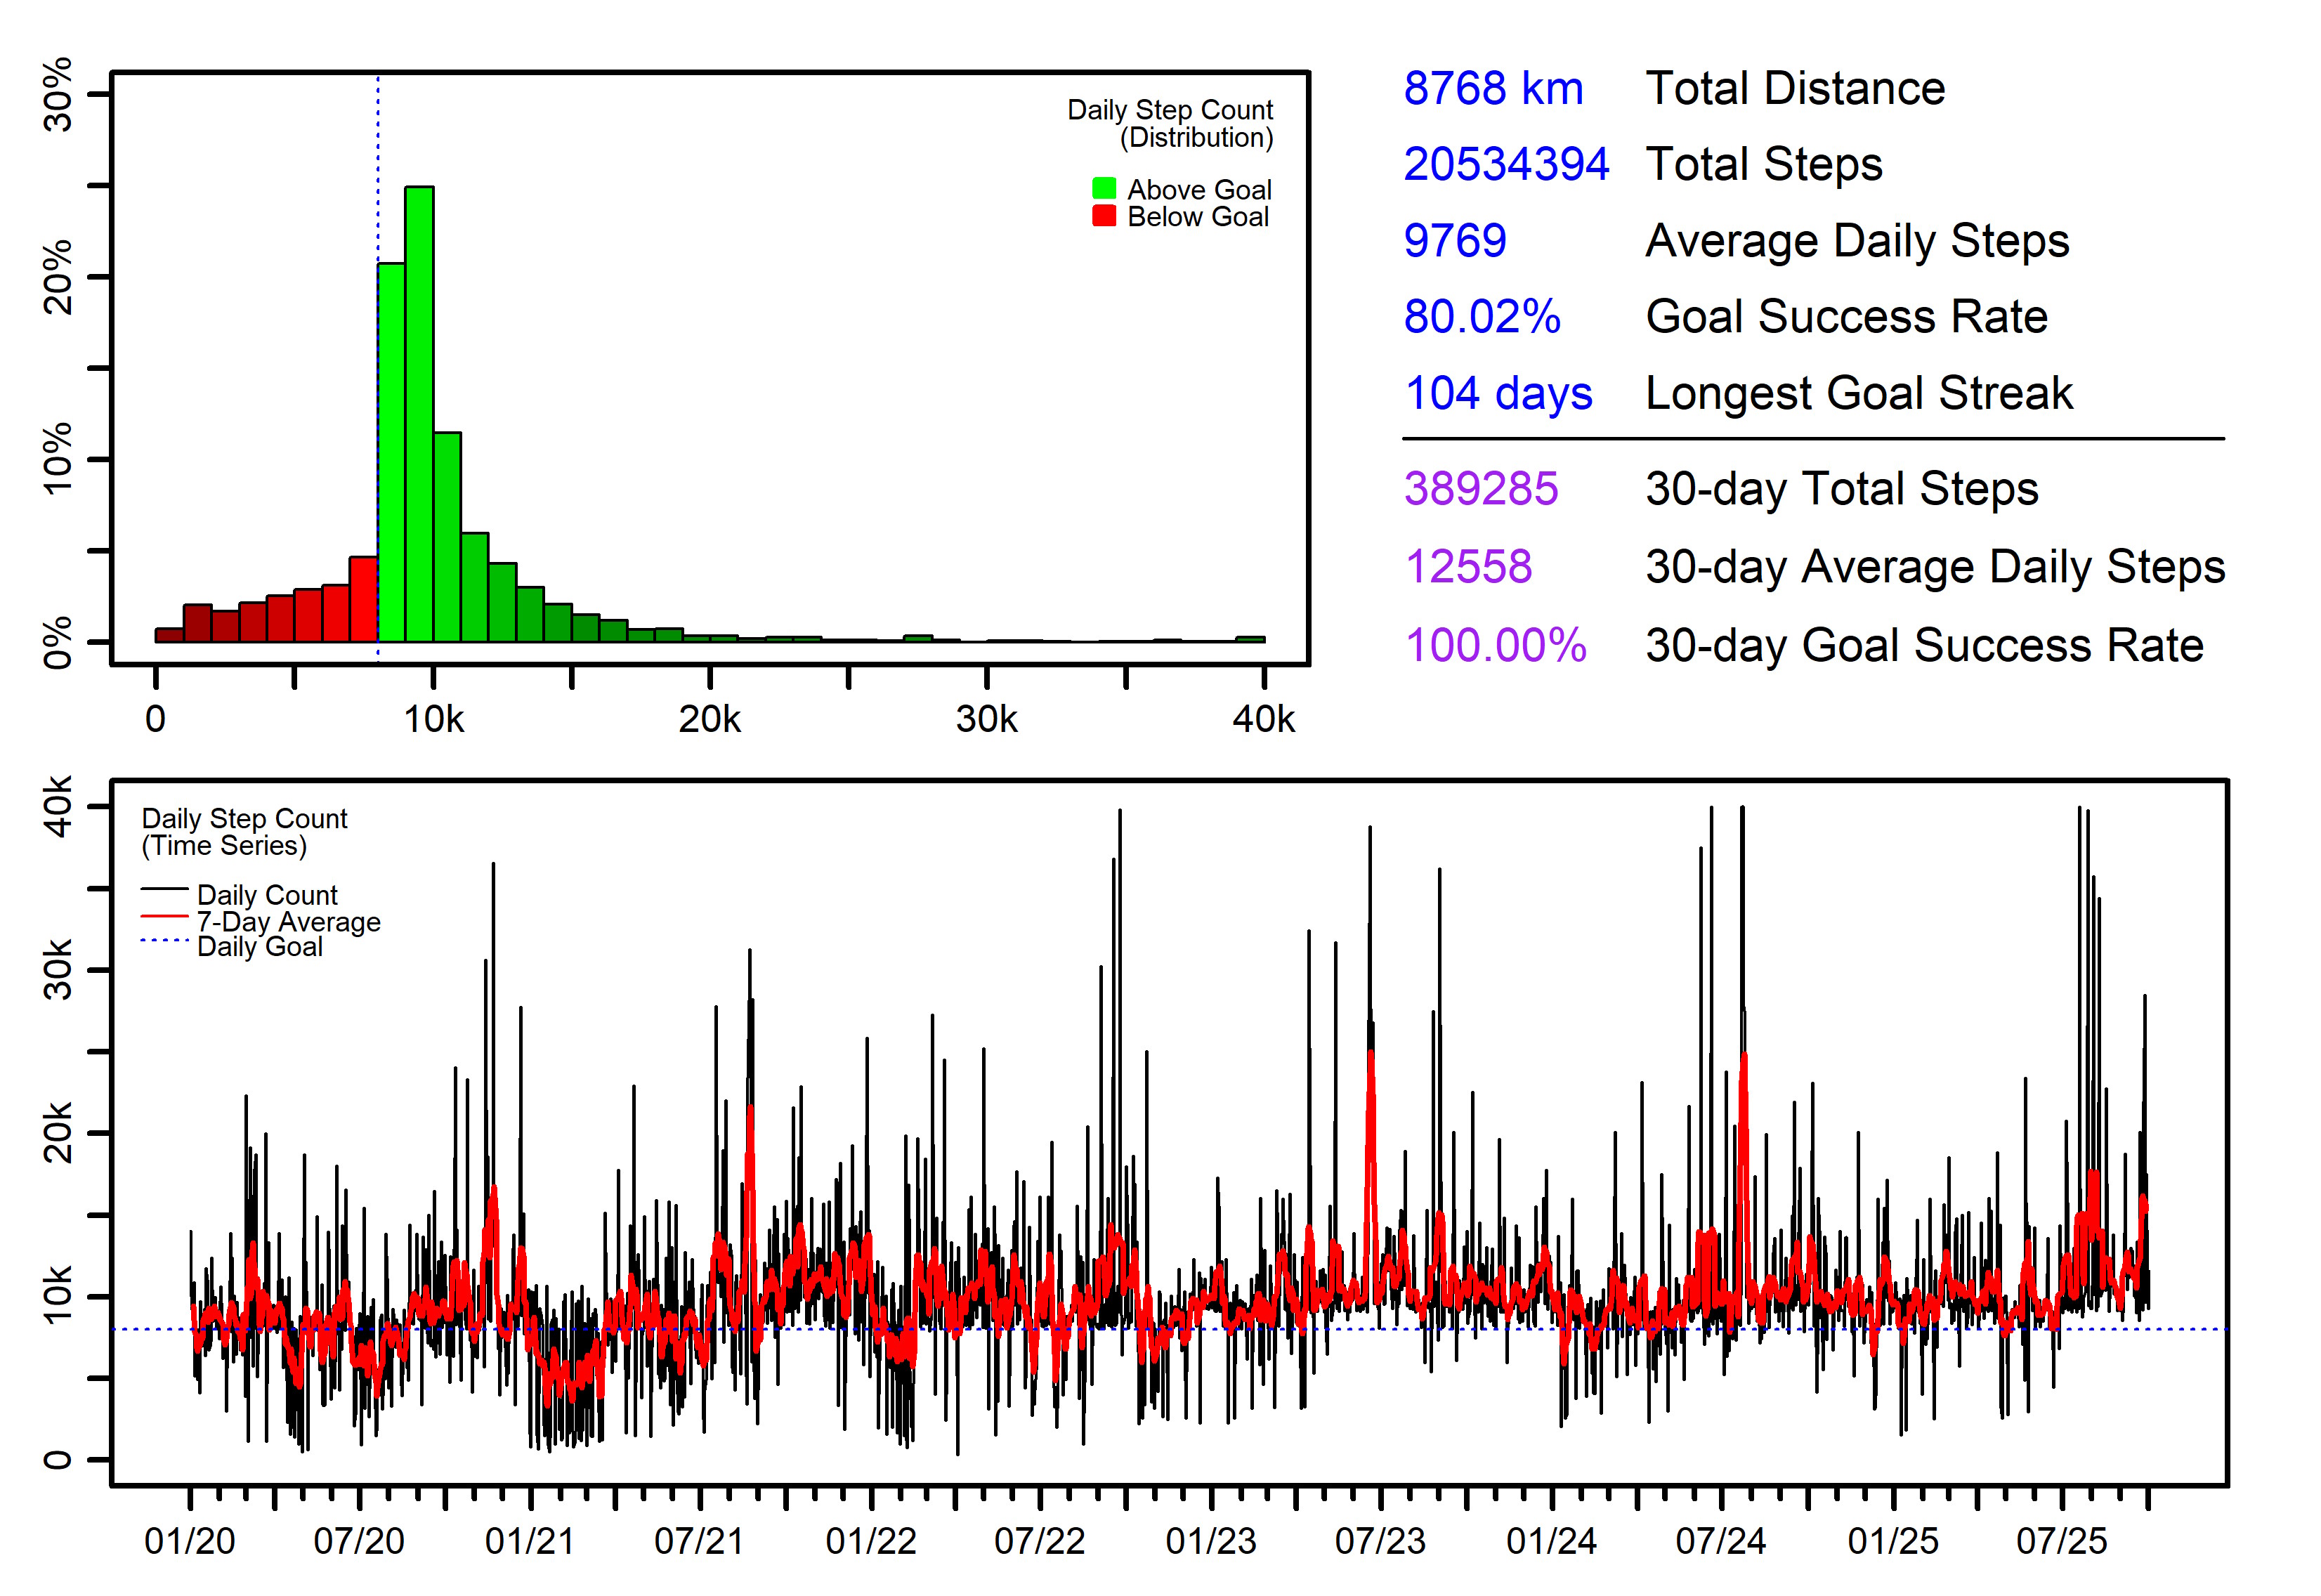 30%
20%
10%
0%
0
10k
20k
30k
40k
Daily Step Count
(Distribution)
Above Goal
Below Goal
8768 km Total Distance
20534394 Total Steps
9769 Average Daily Steps
80.02% Goal Success Rate
104 days Longest Goal Streak
389285 30-day Total Steps
12558 30-day Average Daily Steps
100.00% 30-day Goal Success Rate
40k
30k
20k
10k
0
Daily Step Count
(Time Series)
Daily Count
7-Day Average
Daily Goal
01/20
07/20
01/21
07/21
01/22
07/22
01/23
07/23
01/24
07/24
01/25
07/25